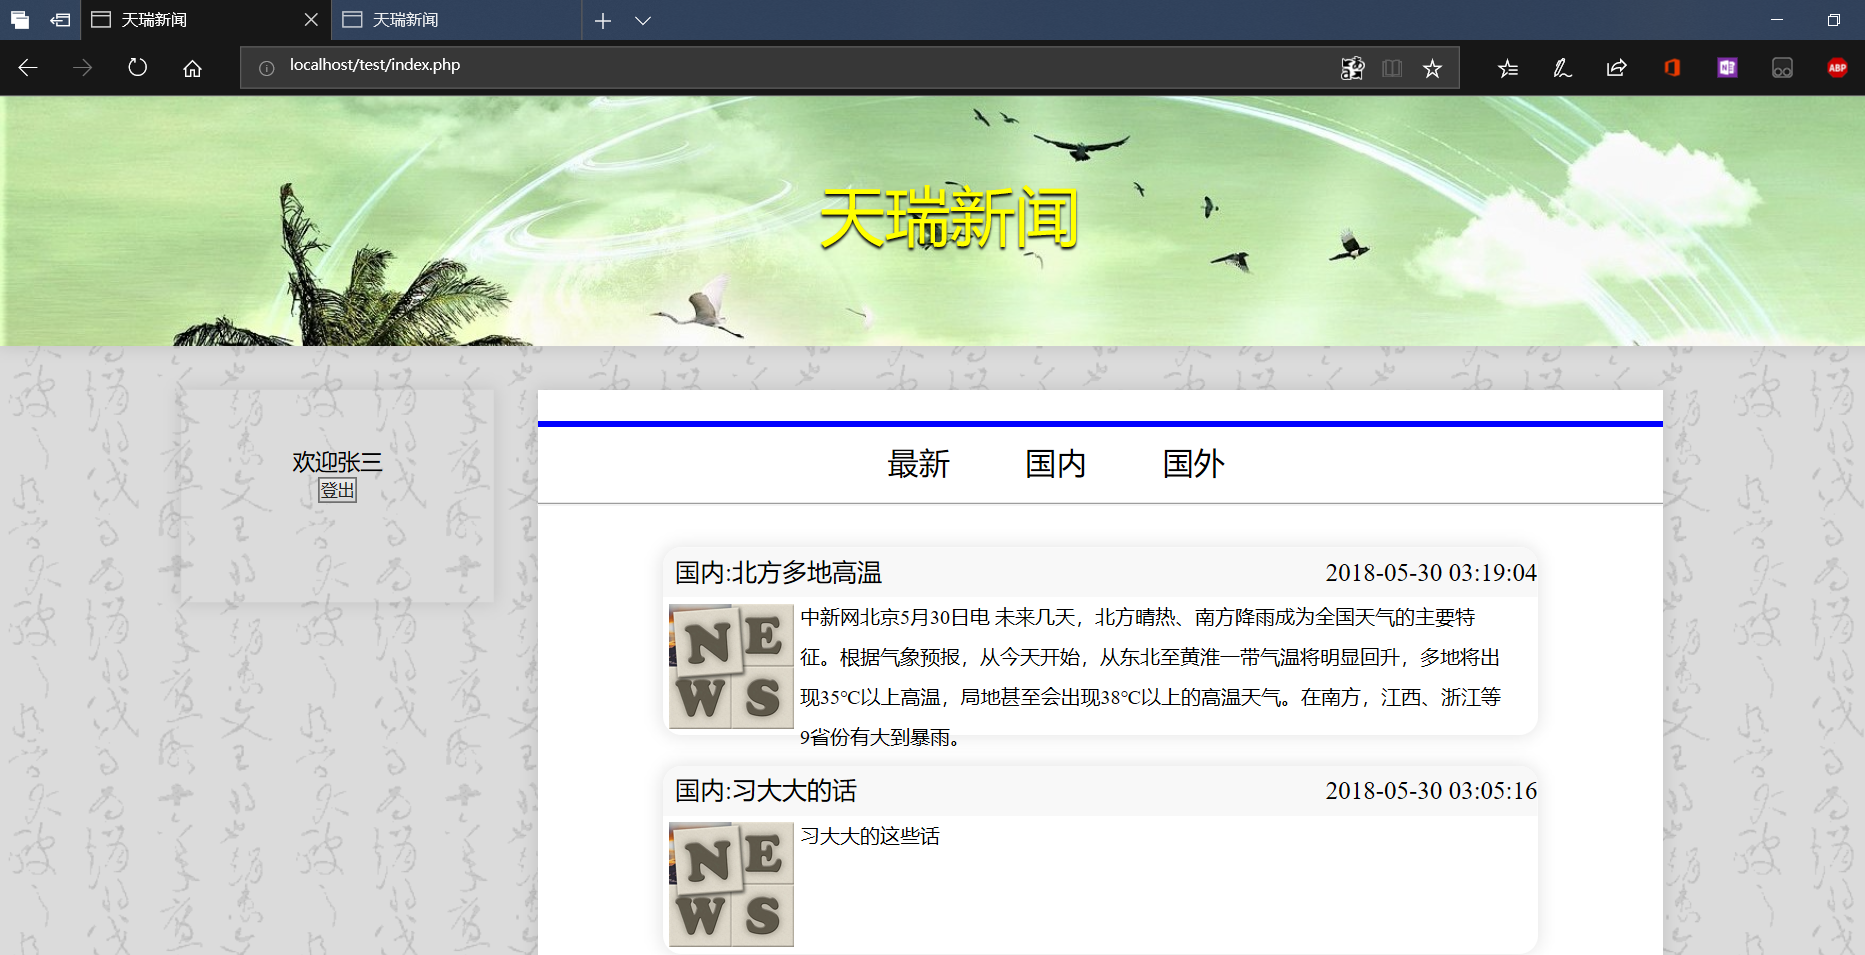 天瑞新闻
天瑞新闻
localhost/test/index.php
ABP
天瑞新闻
欢迎张三
登出
最新 国内 国外
国内:北方多地高温 2018-05-30 03:19:04
NEWS
中新网北京5月30日电 未来几天，北方晴热、南方降雨成为全国天气的主要特
征。根据气象预报，从今天开始，从东北至黄淮一带气温将明显回升，多地将出
现35℃以上高温，局地甚至会出现38℃以上的高温天气。在南方，江西、浙江等
9省份有大到暴雨。
国内:习大大的话 2018-05-30 03:05:16
NEWS
习大大的这些话